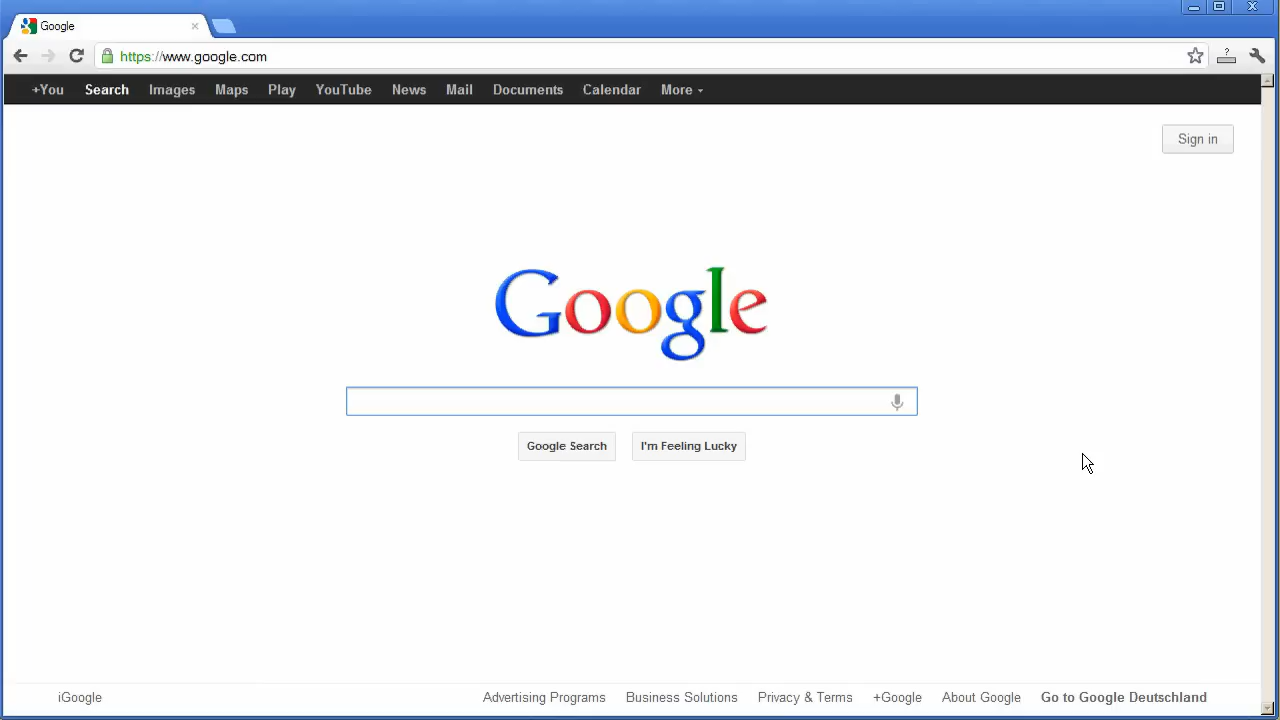 Google
https://www.google.com
?
+You Search Images Maps Play YouTube News Mail Documents Calendar More
Sign in
Google
Google Search I'm Feeling Lucky
iGoogle Advertising Programs Business Solutions Privacy & Terms +Google About Google Go to Google Deutschland